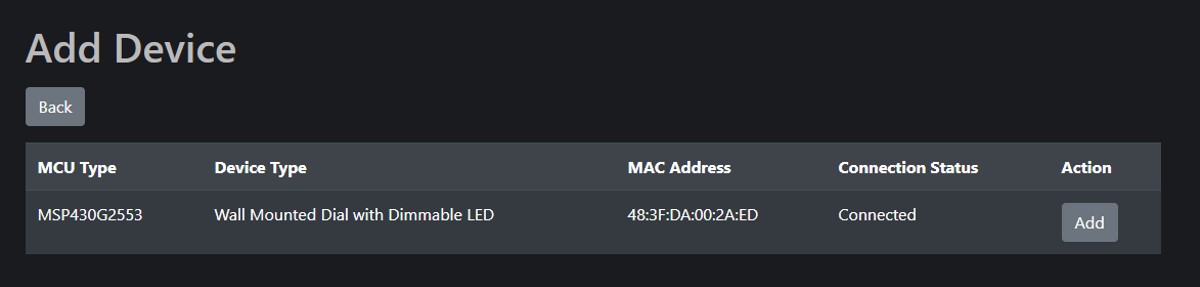 Add Device
Back
MCU Type Device Type MAC Address Connection Status Action
MSP430G2553 Wall Mounted Dial with Dimmable LED 48:3F:DA:00:2A:ED Connected Add